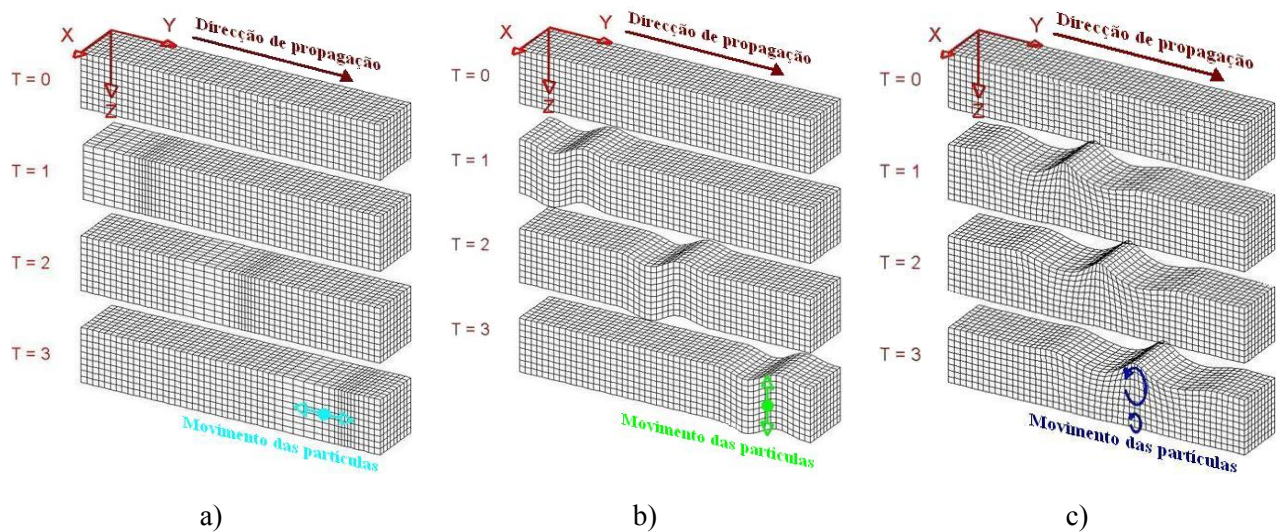 X
Y
Z
Direcção de propagação
T = 0
T = 1
T = 2
T = 3
Movimento das partículas
a)
X
Y
Z
Direcção de propagação
T = 0
T = 1
T = 2
T = 3
Movimento das partículas
b)
X
Y
Z
Direcção de propagação
T = 0
T = 1
T = 2
T = 3
Movimento das partículas
c)